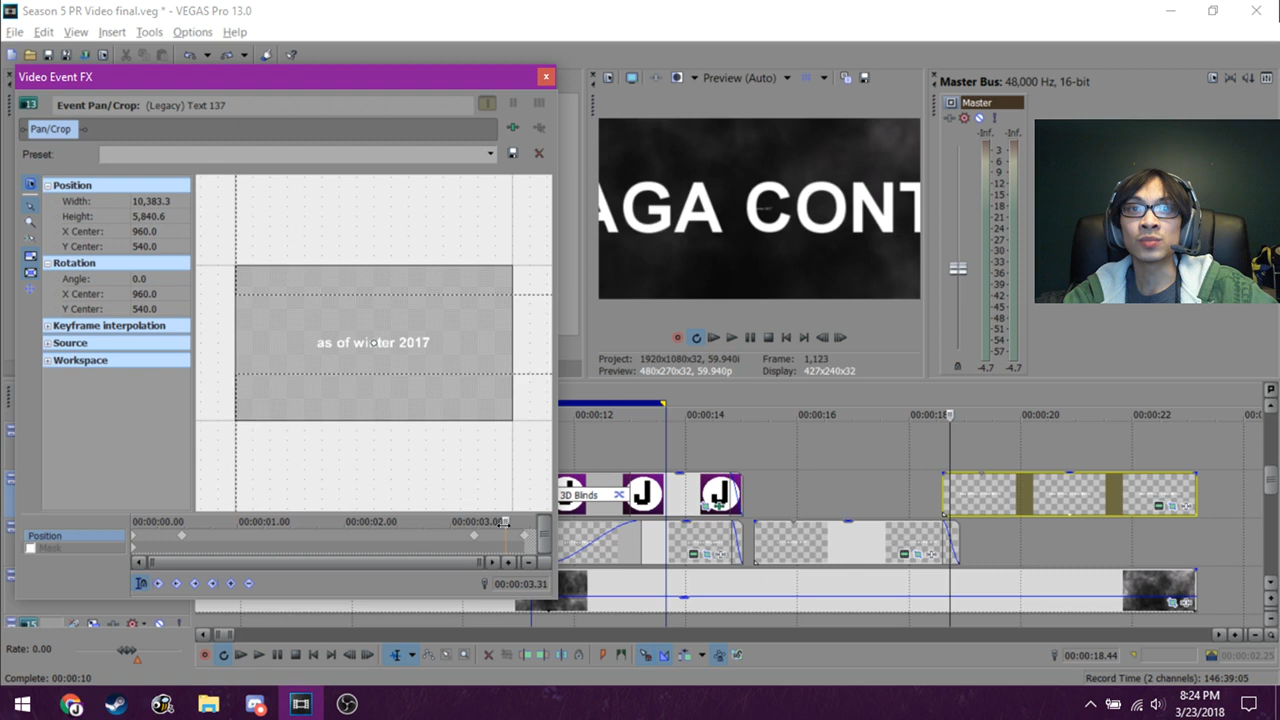 Season 5 PR Video final.veg * - VEGAS Pro 13.0
File Edit View Insert Tools Options Help
Video Event FX
13 Event Pan/Crop: (Legacy) Text 137
Pan/Crop
Preset:
Position
Width: 10,383.3
Height: 5,840.6
X Center: 960.0
Y Center: 540.0
Rotation
Angle: 0.0
X Center: 960.0
Y Center: 540.0
Keyframe interpolation
Source
Workspace
as of winter 2017
00:00:00.00 00:00:01.00 00:00:02.00 00:00:03.0
Position
Mask
00:00:03.31
Preview (Auto)
AGA CONT
Project: 1920x1080x32, 59.940i Frame: 1,123
Preview: 480x270x32, 59.940p Display: 427x240x32
Master Bus: 48,000 Hz, 16-bit
Master
-Inf. -Inf.
3
6
9
12
15
18
21
24
27
30
33
36
39
42
45
48
51
54
57
-4.7 -4.7
00:00:12 00:00:14 00:00:16 00:00:18 00:00:20 00:00:22 00:0
3D Blinds
J J
15
Rate: 0.00
00:00:18.44 00:00:02.25
Complete: 00:00:10
Record Time (2 channels): 146:39:05
8:24 PM
3/23/2018